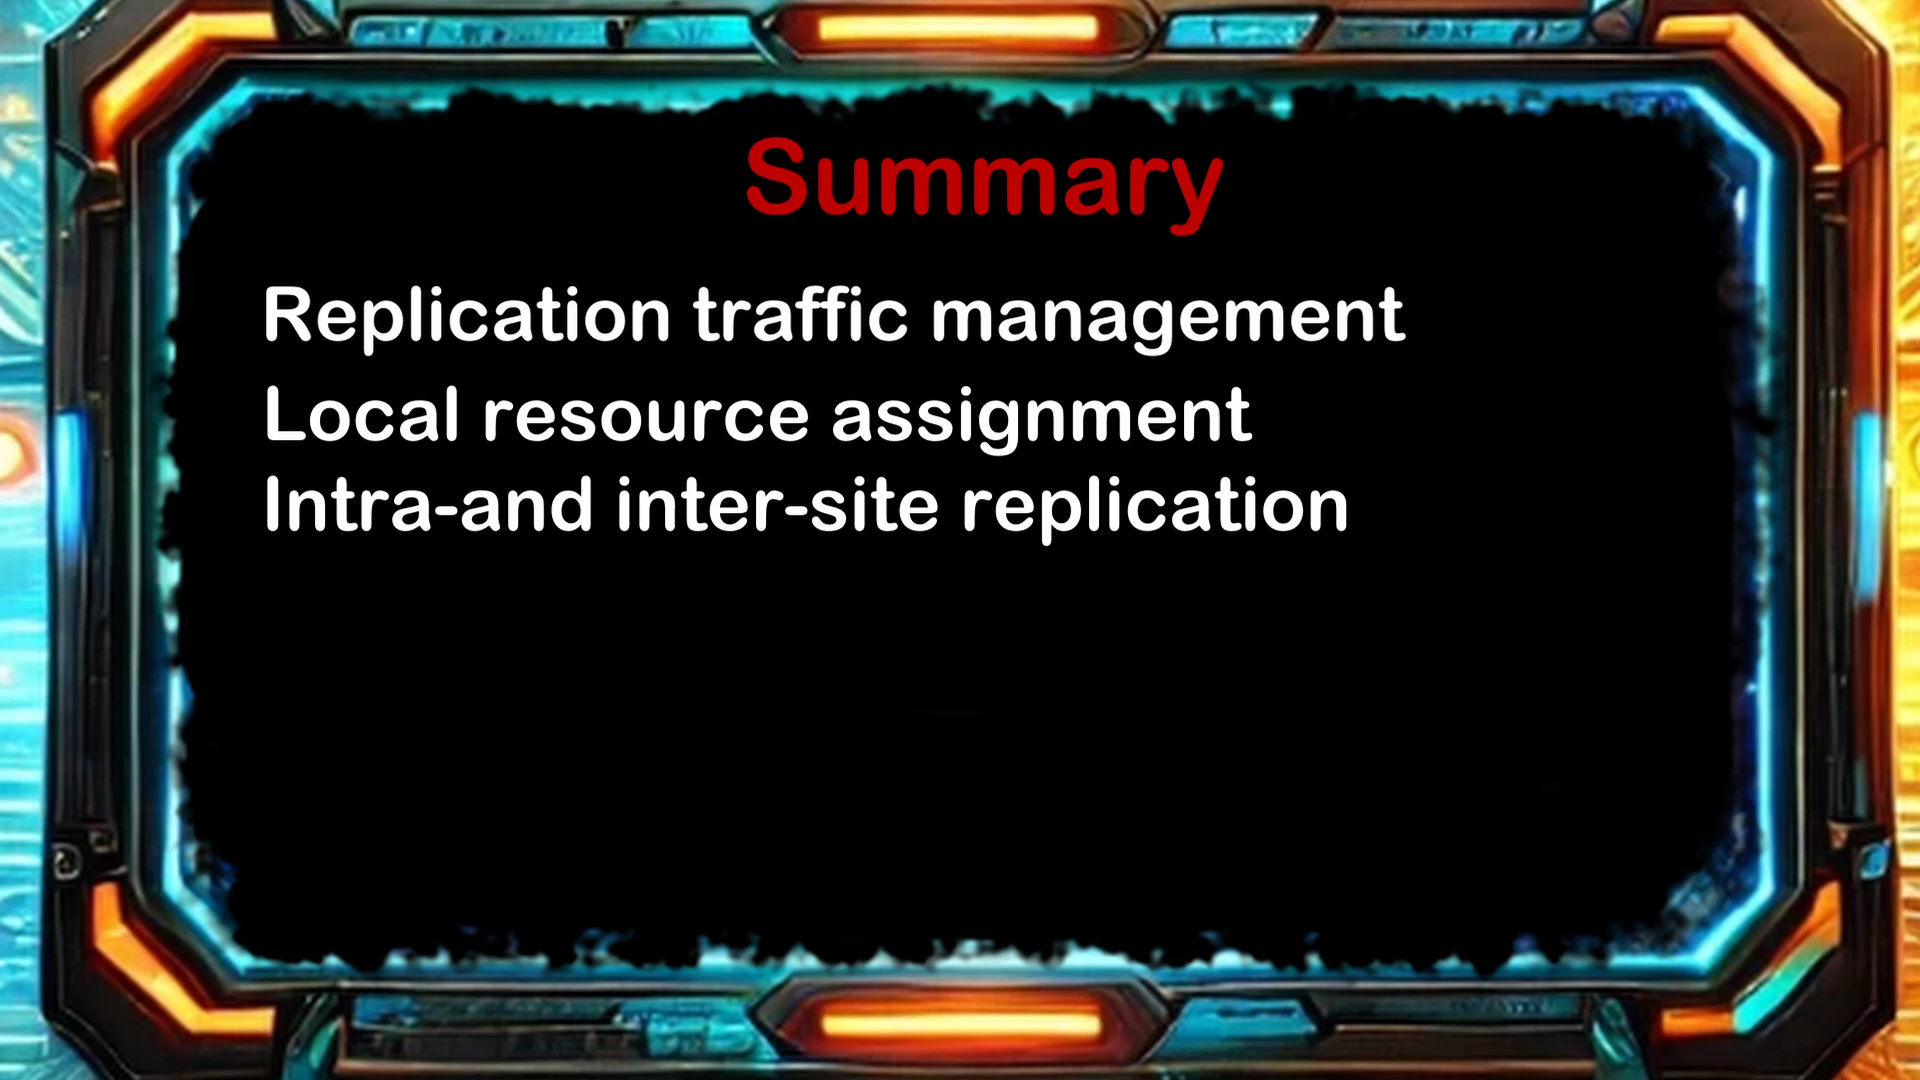 Summary
Replication traffic management
Local resource assignment
Intra-and inter-site replication